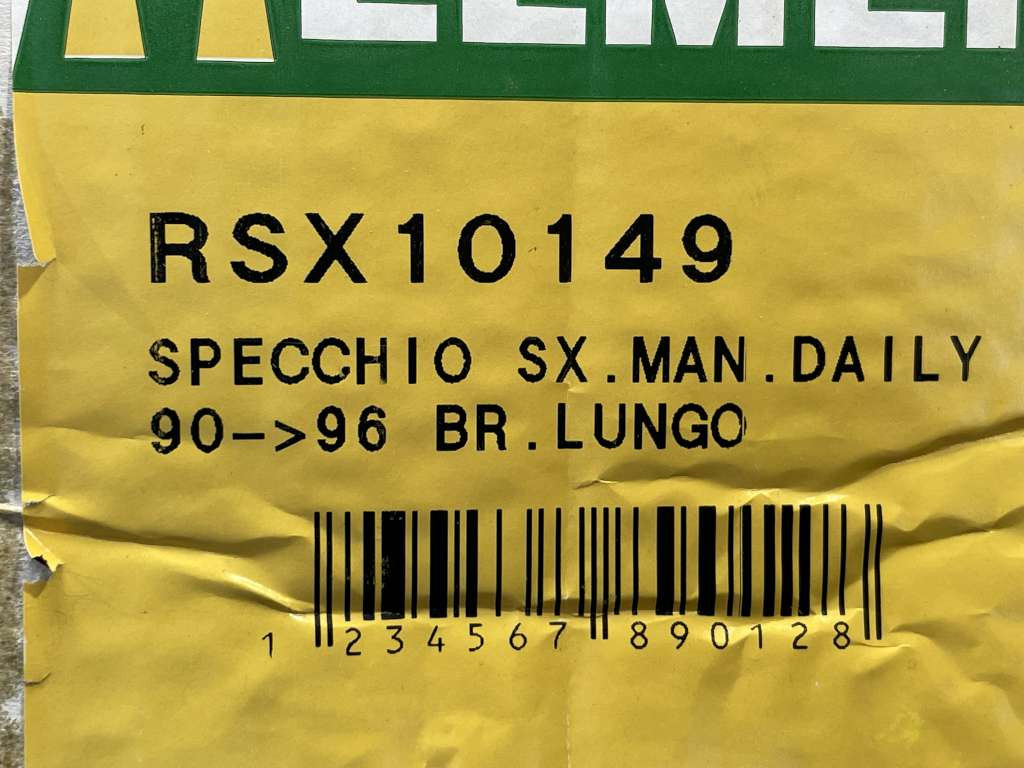 RSX10149
SPECCHIO SX.MAN.DAILY
90->96 BR.LUNGO
1 234567 890128